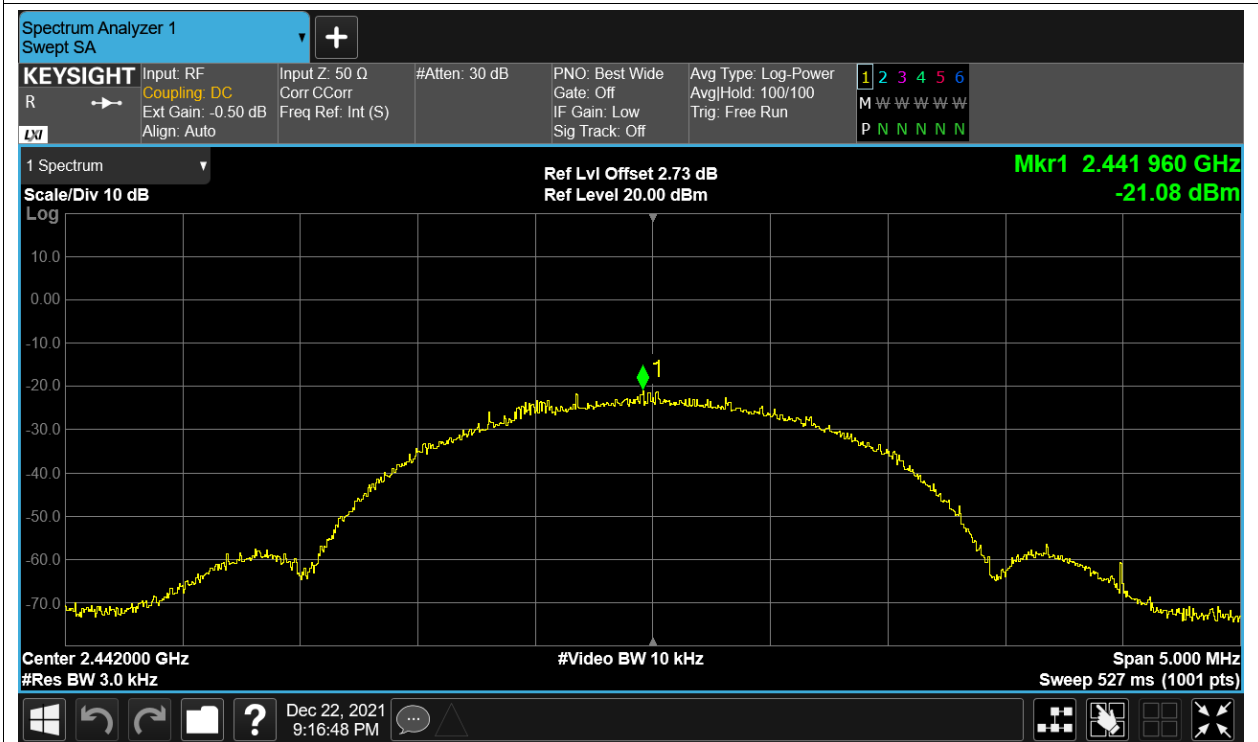 Spectrum Analyzer 1
Swept SA
+
KEYSIGHT
R
LXI
Input: RF
Coupling: DC
Ext Gain: -0.50 dB
Align: Auto
Input Z: 50 Ω
Corr CCorr
Freq Ref: Int (S)
#Atten: 30 dB
PNO: Best Wide
Gate: Off
IF Gain: Low
Sig Track: Off
Avg Type: Log-Power
Avg|Hold: 100/100
Trig: Free Run
1 2 3 4 5 6
M W W W W W
P N N N N N
1 Spectrum
Scale/Div 10 dB
Log
Ref Lvl Offset 2.73 dB
Ref Level 20.00 dBm
Mkr1 2.441 960 GHz
-21.08 dBm
10.0
0.00
-10.0
-20.0
-30.0
-40.0
-50.0
-60.0
-70.0
1
Center 2.442000 GHz
#Res BW 3.0 kHz
#Video BW 10 kHz
Span 5.000 MHz
Sweep 527 ms (1001 pts)
?
Dec 22, 2021
9:16:48 PM